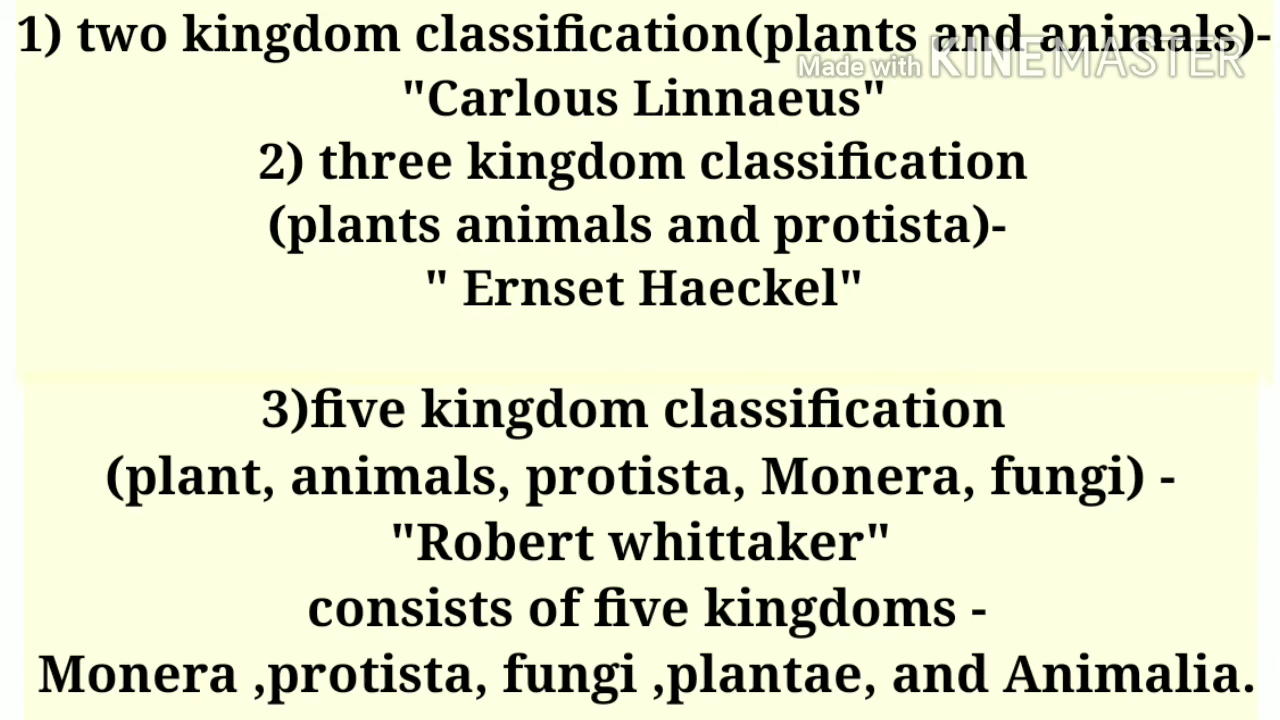 1) two kingdom classification(plants and animals)-
Made with KINEMASTER
"Carlous Linnaeus"
2) three kingdom classification
(plants animals and protista)-
" Ernset Haeckel"
3)five kingdom classification
(plant, animals, protista, Monera, fungi) -
"Robert whittaker"
consists of five kingdoms -
Monera ,protista, fungi ,plantae, and Animalia.